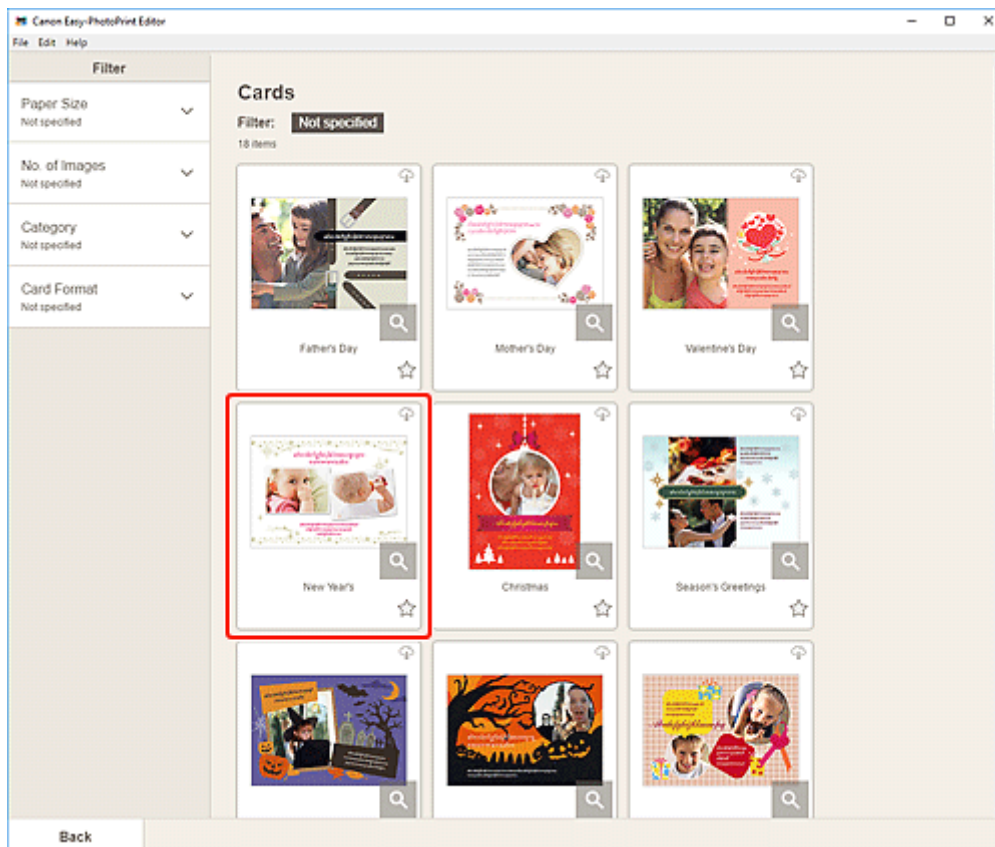 Canon Easy-PhotoPrint Editor
File Edit Help
Filter
Paper Size
Not specified
No. of Images
Not specified
Category
Not specified
Card Format
Not specified
Cards
Filter: Not specified
18 items
Father's Day
Mother's Day
Valentine's Day
New Year's
Christmas
Season's Greetings
Back